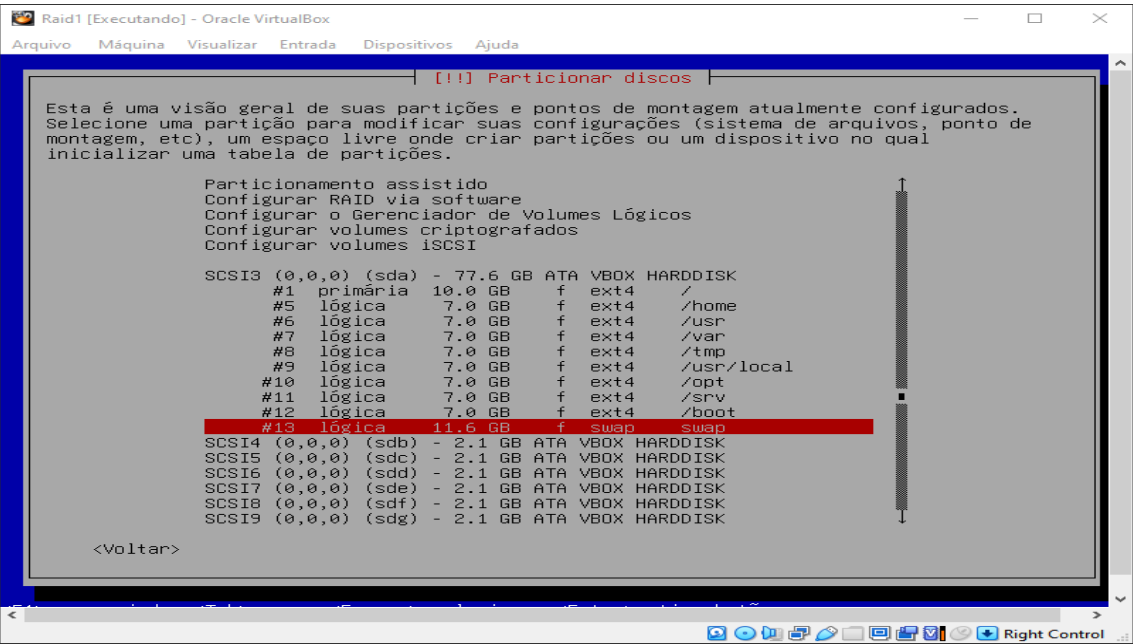 Raid1 [Executando] - Oracle VirtualBox
Arquivo Máquina Visualizar Entrada Dispositivos Ajuda
[!!] Particionar discos
Esta é uma visão geral de suas partições e pontos de montagem atualmente configurados.
Selecione uma partição para modificar suas configurações (sistema de arquivos, ponto de
montagem, etc), um espaço livre onde criar partições ou um dispositivo no qual
inicializar uma tabela de partições.
Particionamento assistido
Configurar RAID via software
Configurar o Gerenciador de Volumes Lógicos
Configurar volumes criptografados
Configurar volumes iSCSI
SCSI3 (0,0,0) (sda) - 77.6 GB ATA VBOX HARDDISK
#1 primária 10.0 GB f ext4 /
#5 lógica 7.0 GB f ext4 /home
#6 lógica 7.0 GB f ext4 /usr
#7 lógica 7.0 GB f ext4 /var
#8 lógica 7.0 GB f ext4 /tmp
#9 lógica 7.0 GB f ext4 /usr/local
#10 lógica 7.0 GB f ext4 /opt
#11 lógica 7.0 GB f ext4 /srv
#12 lógica 7.0 GB f ext4 /boot
#13 lógica 11.6 GB f swap swap
SCSI4 (0,0,0) (sdb) - 2.1 GB ATA VBOX HARDDISK
SCSI5 (0,0,0) (sdc) - 2.1 GB ATA VBOX HARDDISK
SCSI6 (0,0,0) (sdd) - 2.1 GB ATA VBOX HARDDISK
SCSI7 (0,0,0) (sde) - 2.1 GB ATA VBOX HARDDISK
SCSI8 (0,0,0) (sdf) - 2.1 GB ATA VBOX HARDDISK
SCSI9 (0,0,0) (sdg) - 2.1 GB ATA VBOX HARDDISK
<Voltar>
Right Control